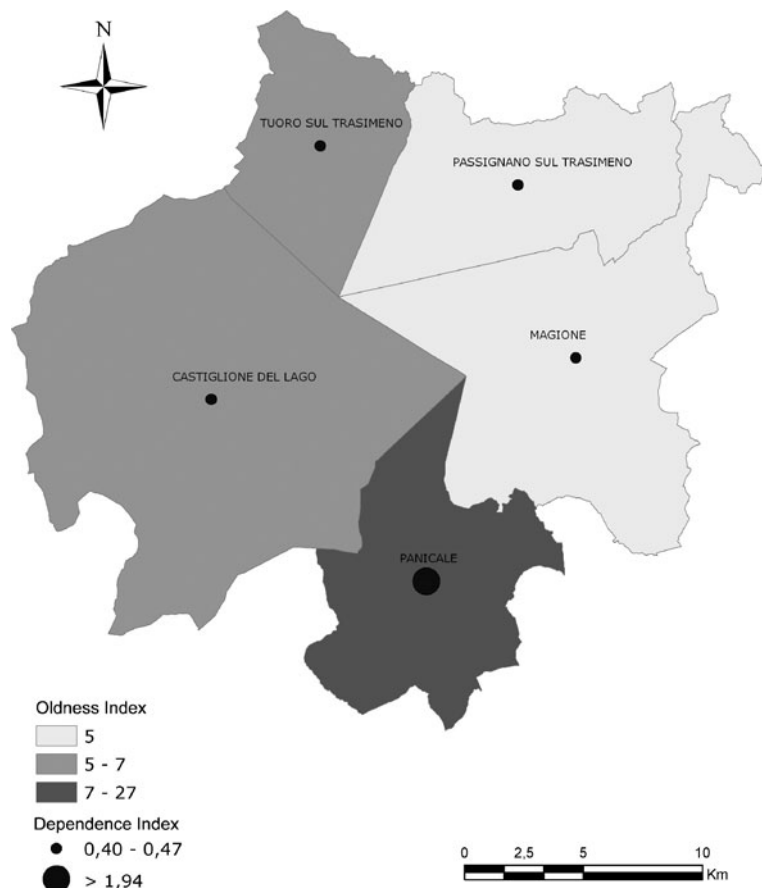 N
TUORO SUL TRASIMENO
PASSIGNANO SUL TRASIMENO
MAGIONE
CASTIGLIONE DEL LAGO
PANICALE
Oldness Index
5
5 - 7
7 - 27
Dependence Index
0,40 - 0,47
> 1,94
0 2,5 5 10
Km